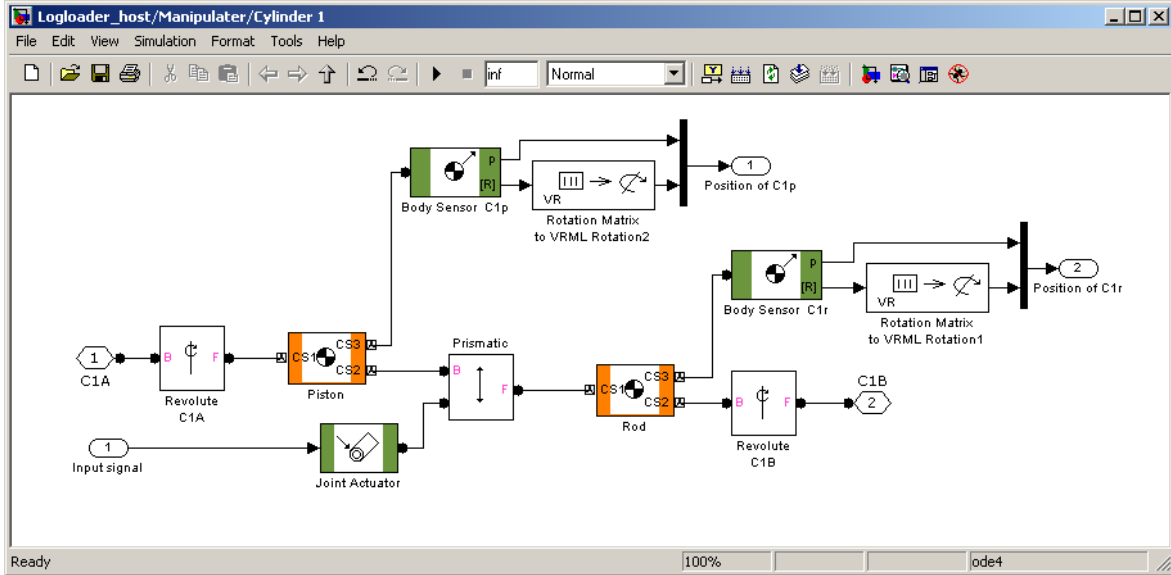 Logloader_host/Manipulater/Cylinder 1
File Edit View Simulation Format Tools Help
inf
Normal
p
[R]
Body Sensor C1p
VR
Rotation Matrix
to VRML Rotation2
1
Position of C1p
p
[R]
Body Sensor C1r
VR
Rotation Matrix
to VRML Rotation1
2
Position of C1r
1
C1A
B
F
Revolute
C1A
CS1
CS3
CS2
Piston
Prismatic
B
F
CS1
CS3
CS2
Rod
B
F
Revolute
C1B
C1B
2
1
Input signal
Joint Actuator
Ready
100%
ode4